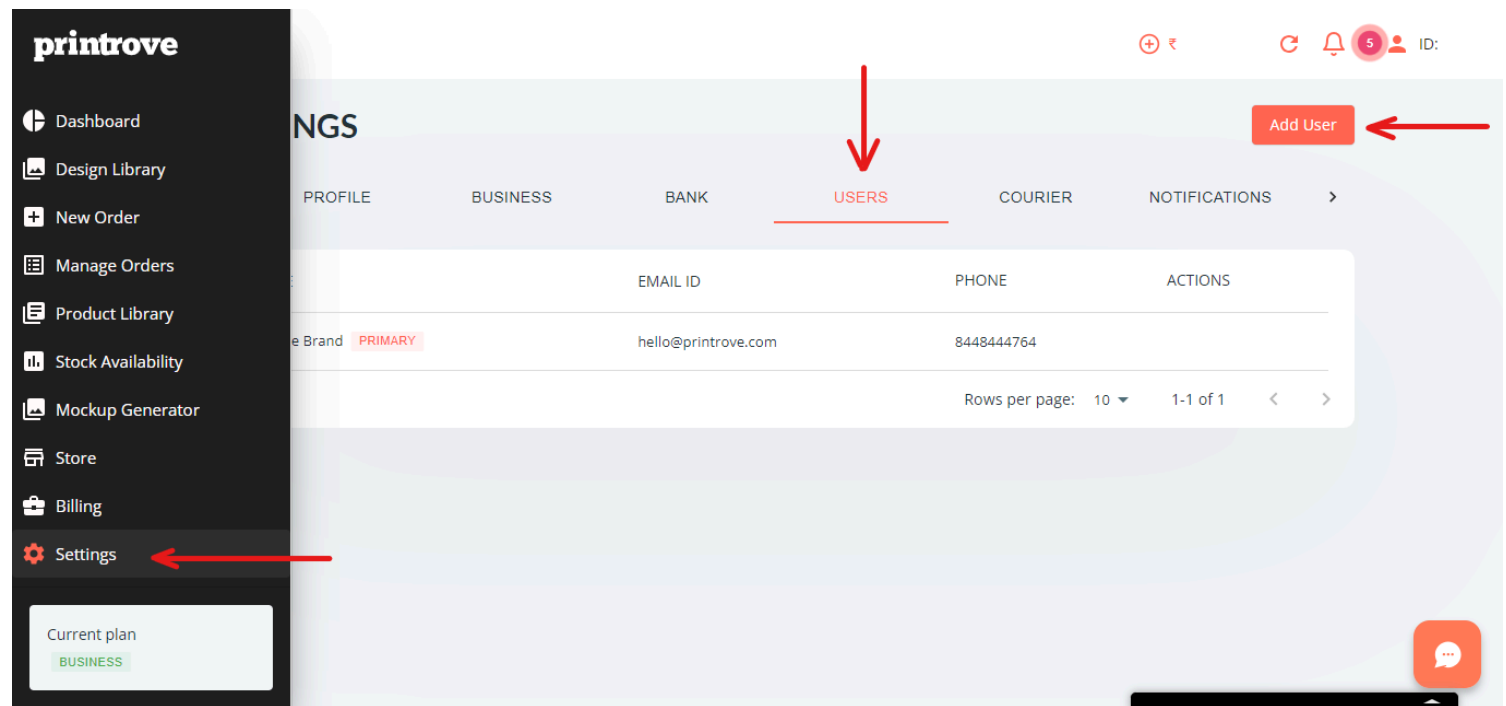 printrove
₹
5
ID:
Dashboard
Design Library
New Order
Manage Orders
Product Library
Stock Availability
Mockup Generator
Store
Billing
Settings
Current plan
BUSINESS
NGS
Add User
PROFILE BUSINESS BANK USERS COURIER NOTIFICATIONS
EMAIL ID PHONE ACTIONS
e Brand PRIMARY hello@printrove.com 8448444764
Rows per page: 10 1-1 of 1